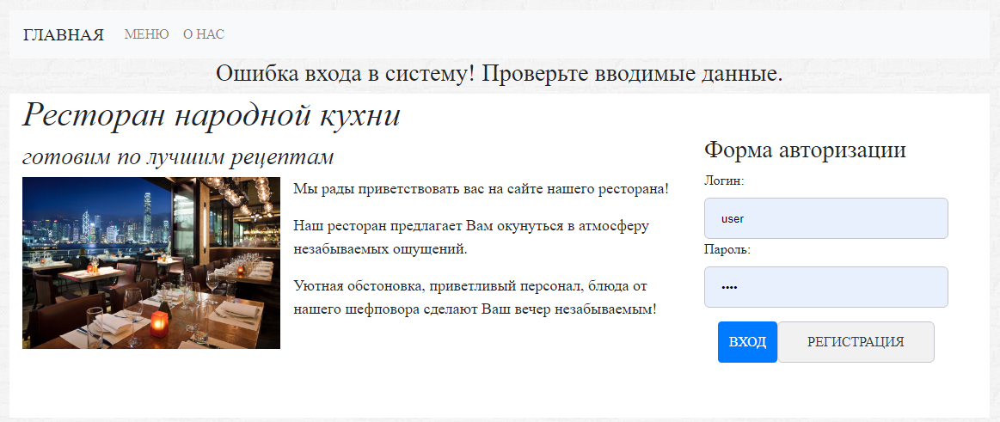 ГЛАВНАЯ МЕНЮ О НАС
Ошибка входа в систему! Проверьте вводимые данные.
Ресторан народной кухни
готовим по лучшим рецептам
Мы рады приветствовать вас на сайте нашего ресторана!
Наш ресторан предлагает Вам окунуться в атмосферу
незабываемых ощущений.
Уютная обстоновка, приветливый персонал, блюда от
нашего шефповора сделают Ваш вечер незабываемым!
Форма авторизации
Логин:
user
Пароль:
••••
ВХОД РЕГИСТРАЦИЯ